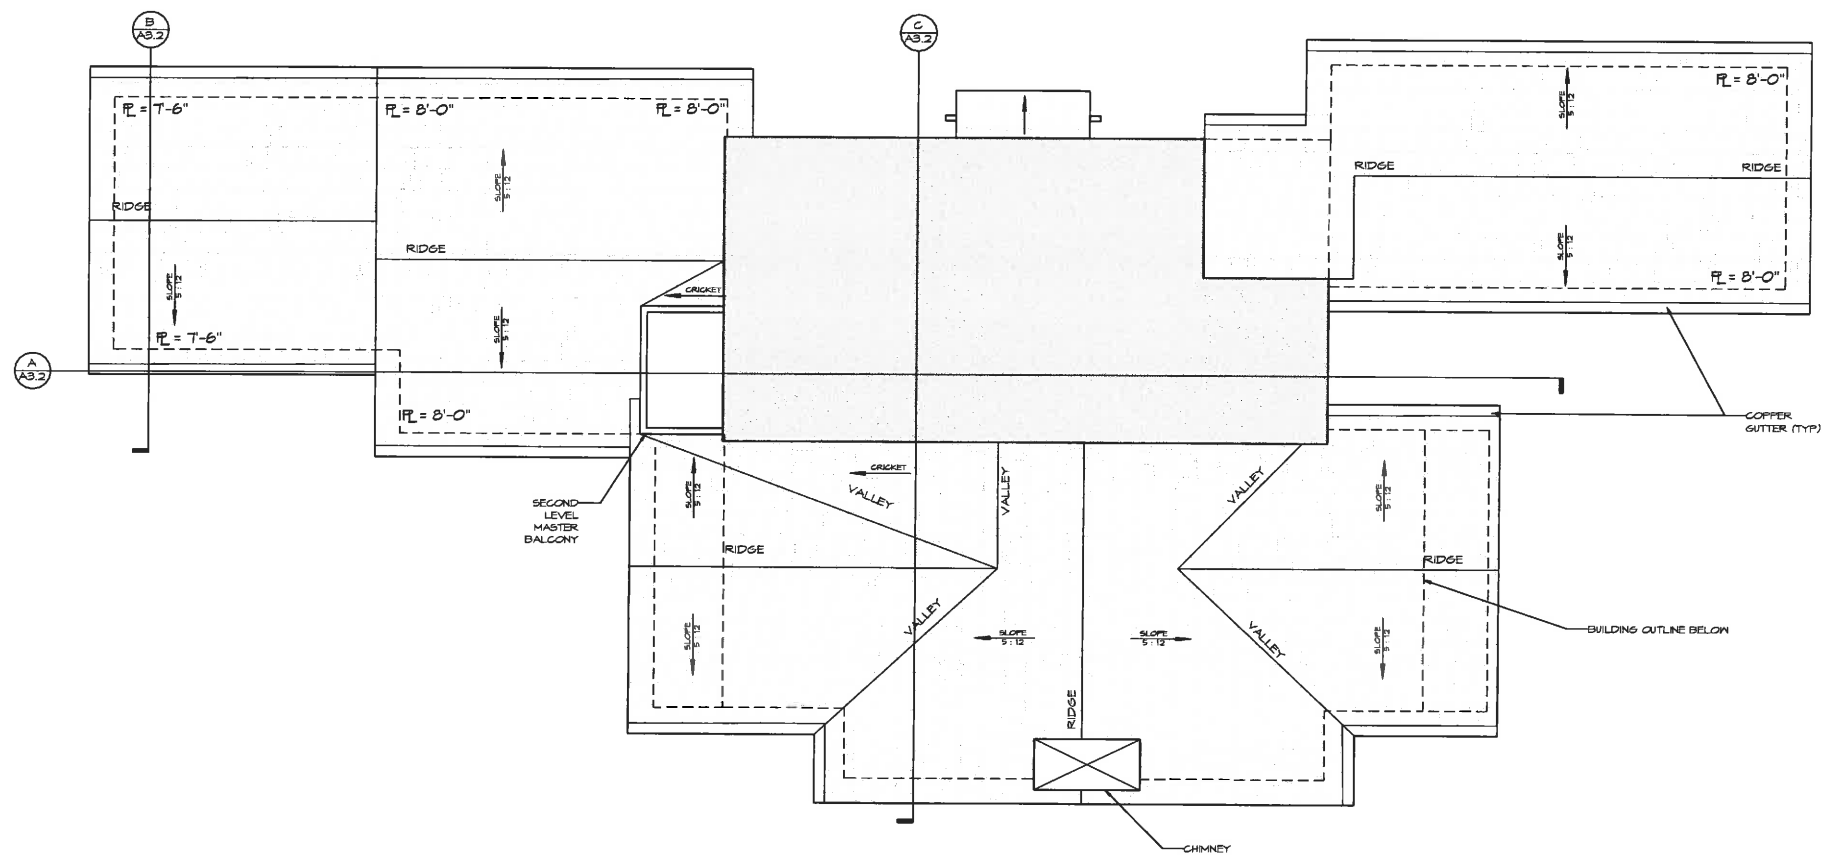 B
A3.2
C
A3.2
PL = 7'-6"
PL = 8'-0"
PL = 8'-0"
PL = 8'-0"
SLOPE
5 : 12
SLOPE
5 : 12
RIDGE
RIDGE
RIDGE
RIDGE
SLOPE
5 : 12
CRICKET
SLOPE
5 : 12
PL = 8'-0"
SLOPE
5 : 12
PL = 7'-6"
A
A3.2
PL = 8'-0"
COPPER
GUTTER (TYP)
CRICKET
VALLEY
VALLEY
VALLEY
SLOPE
5 : 12
SLOPE
5 : 12
SECOND
LEVEL
MASTER
BALCONY
RIDGE
RIDGE
VALLEY
VALLEY
SLOPE
5 : 12
SLOPE
5 : 12
SLOPE
5 : 12
SLOPE
5 : 12
BUILDING OUTLINE BELOW
RIDGE
CHIMNEY